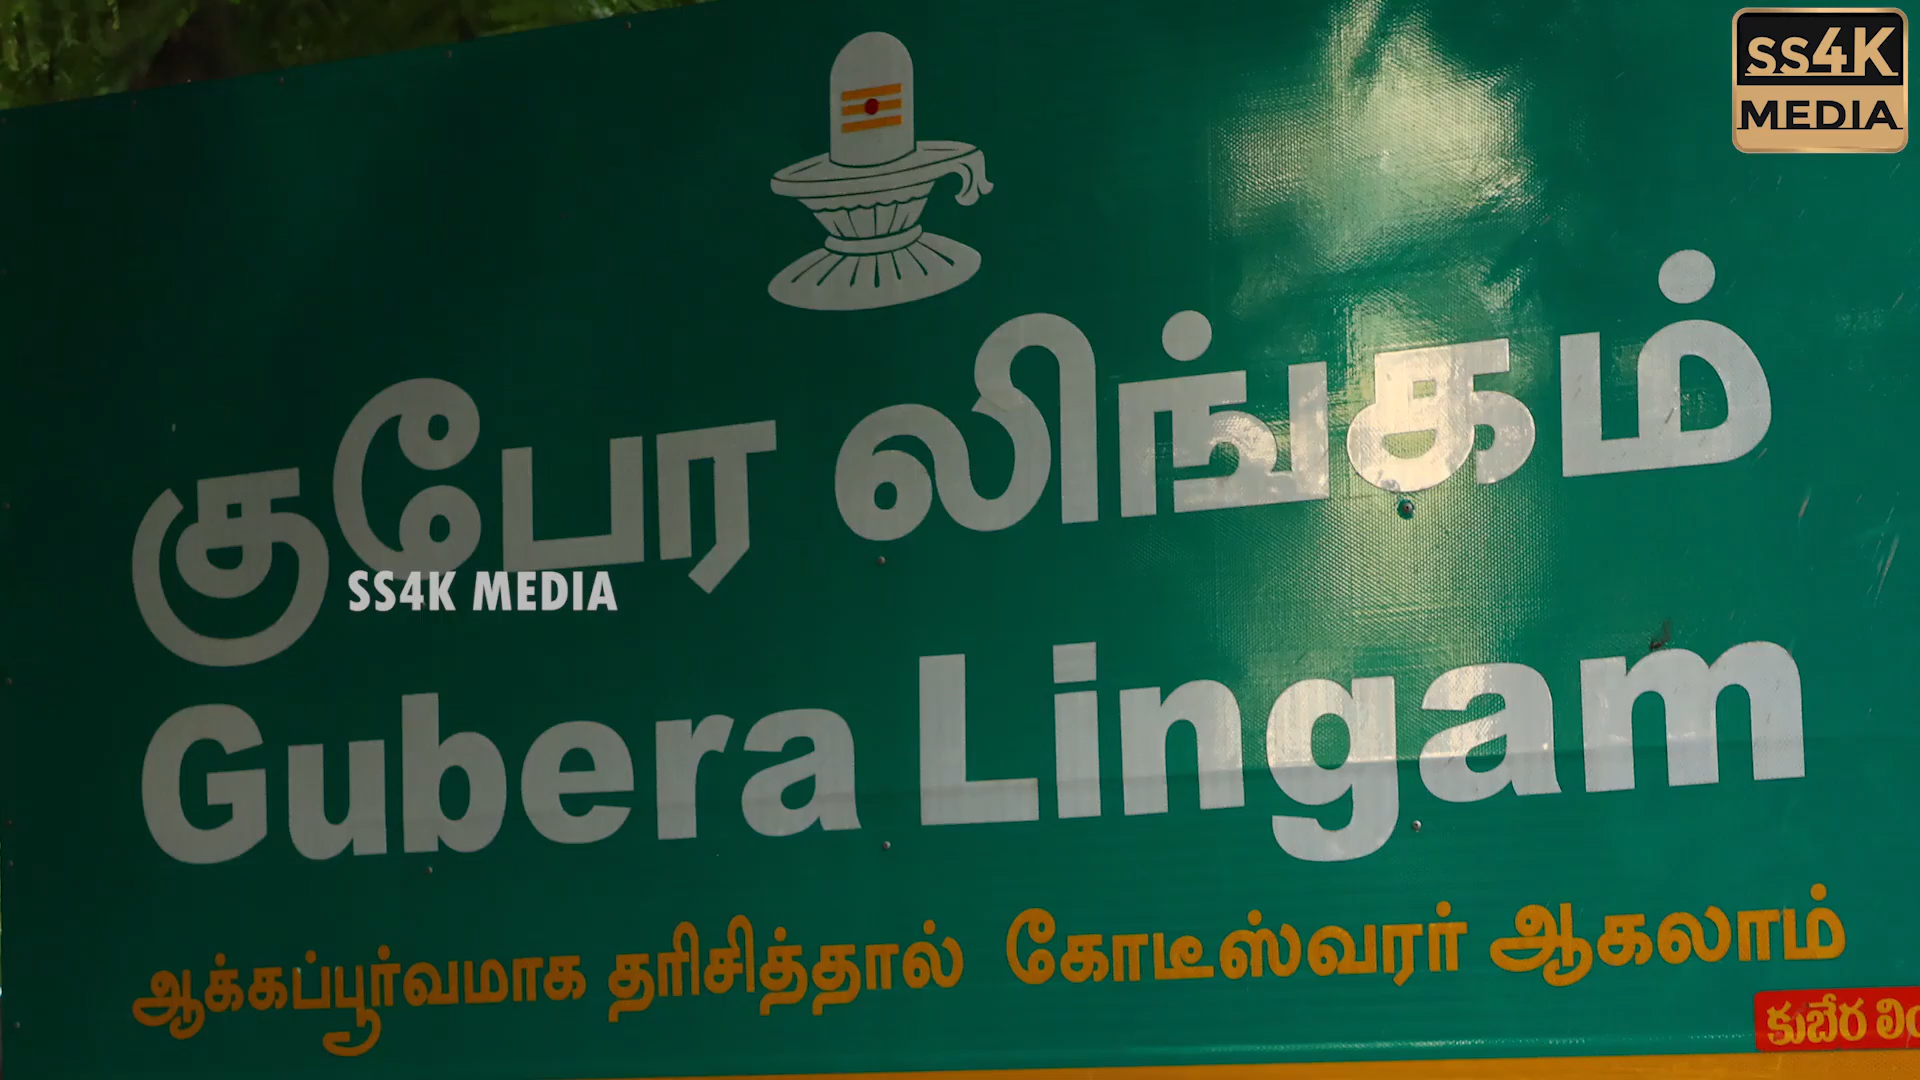 SS4K
MEDIA
குபேர லிங்கம்
SS4K MEDIA
Gubera Lingam
ஆக்கப்பூர்வமாக தரிசித்தால் கோடீஸ்வரர் ஆகலாம்
కుబేర